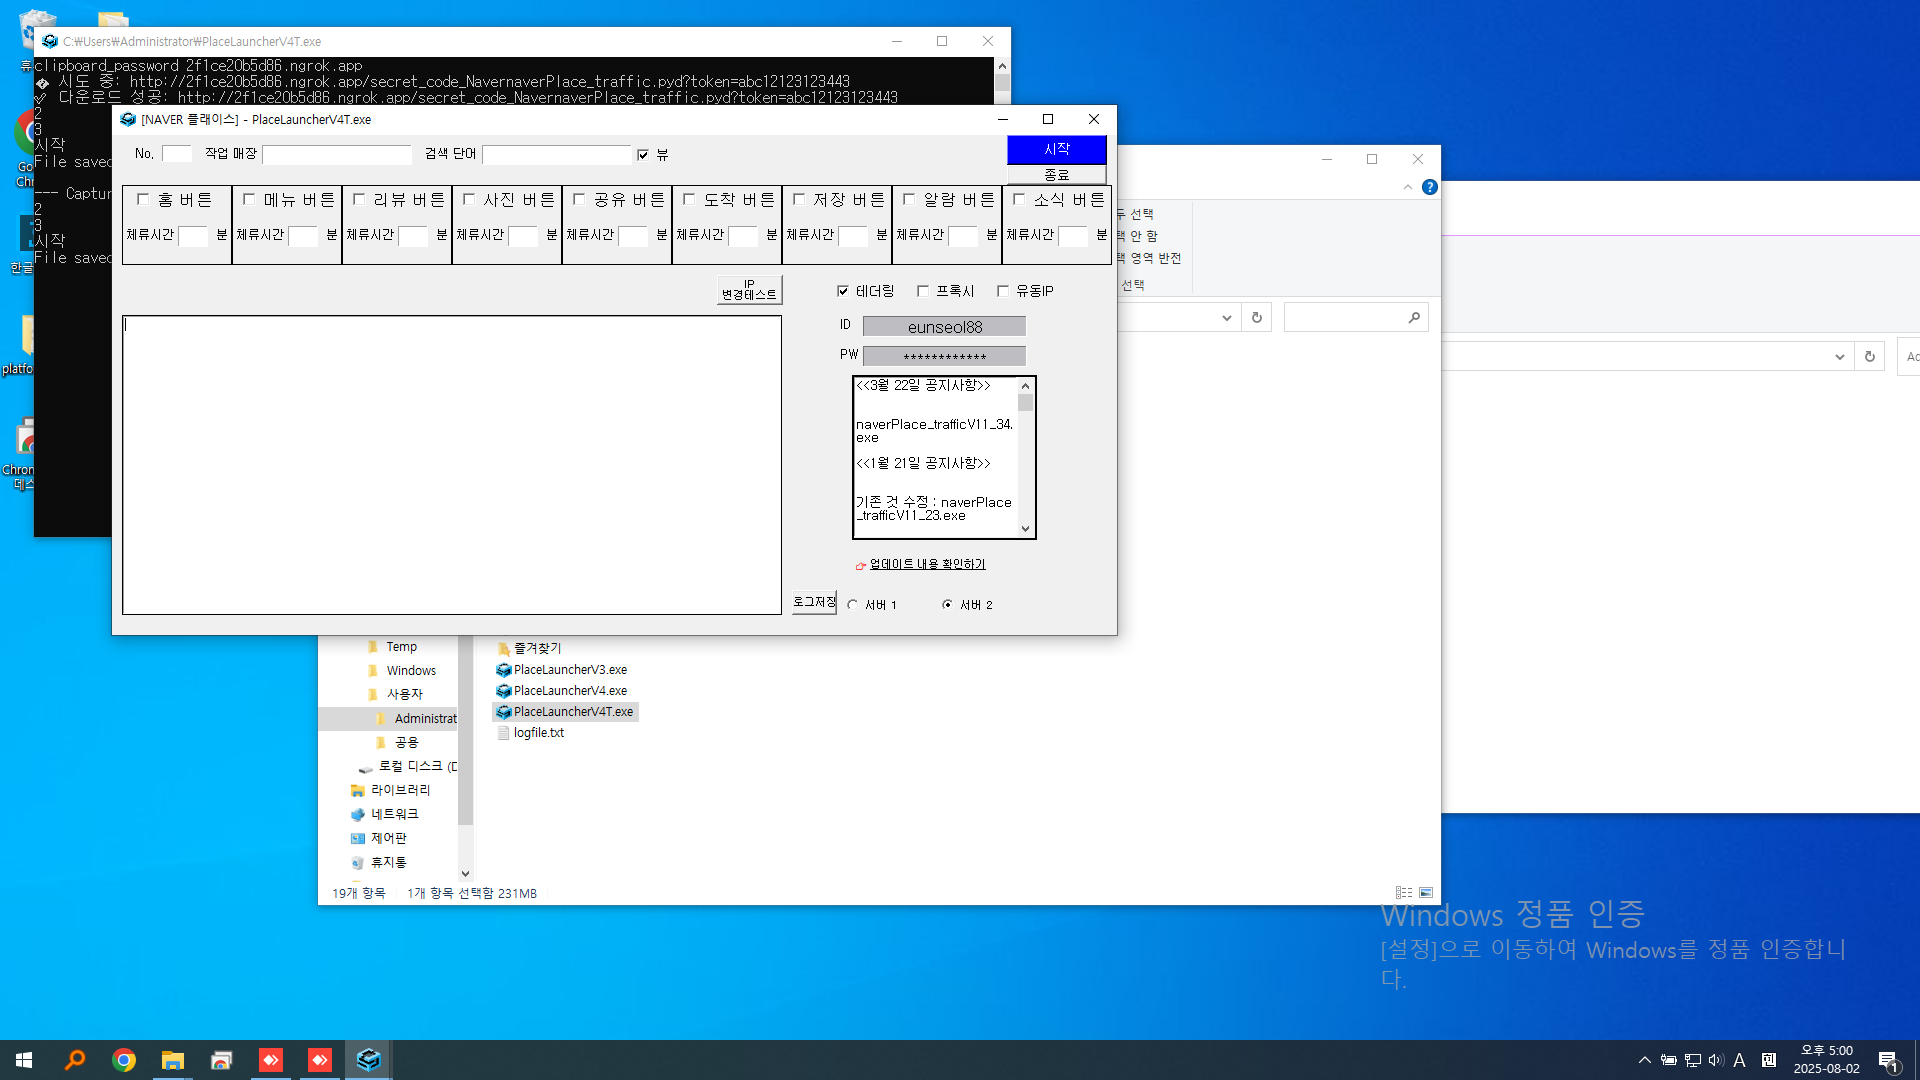 C:₩Users₩Administrator₩PlaceLauncherV4T.exe
clipboard_password 2f1ce20b5d86.ngrok.app
시도 중: http://2f1ce20b5d86.ngrok.app/secret_code_NavernaverPlace_traffic.pyd?token=abc12123123443
다운로드 성공: http://2f1ce20b5d86.ngrok.app/secret_code_NavernaverPlace_traffic.pyd?token=abc12123123443
2
3
시작
File saved
--- Captur
2
3
시작
File saved
[NAVER 플래이스] - PlaceLauncherV4T.exe
No. 작업 매장 검색 단어 뷰
시작
종료
홈 버튼 메뉴 버튼 리뷰 버튼 사진 버튼 공유 버튼 도착 버튼 저장 버튼 알람 버튼 소식 버튼
체류시간 분 체류시간 분 체류시간 분 체류시간 분 체류시간 분 체류시간 분 체류시간 분 체류시간 분 체류시간 분
IP
변경테스트
테더링 프록시 유동IP
ID eunseol88
PW ************
<<3월 22일 공지사항>>
naverPlace_trafficV11_34.
exe
<<1월 21일 공지사항>>
기존 것 수정 : naverPlace
_trafficV11_23.exe
업데이트 내용 확인하기
로그저장 서버 1 서버 2
선택
안 함
영역 반전
선택
Temp
Windows
사용자
Administrat
공용
로컬 디스크 (D
라이브러리
네트워크
제어판
휴지통
즐겨찾기
PlaceLauncherV3.exe
PlaceLauncherV4.exe
PlaceLauncherV4T.exe
logfile.txt
19개 항목 1개 항목 선택함 231MB
휴
Go
Chr
한글
platfo
Chron
데스
Ad
Windows 정품 인증
[설정]으로 이동하여 Windows를 정품 인증합니
다.
A
오후 5:00
2025-08-02
1